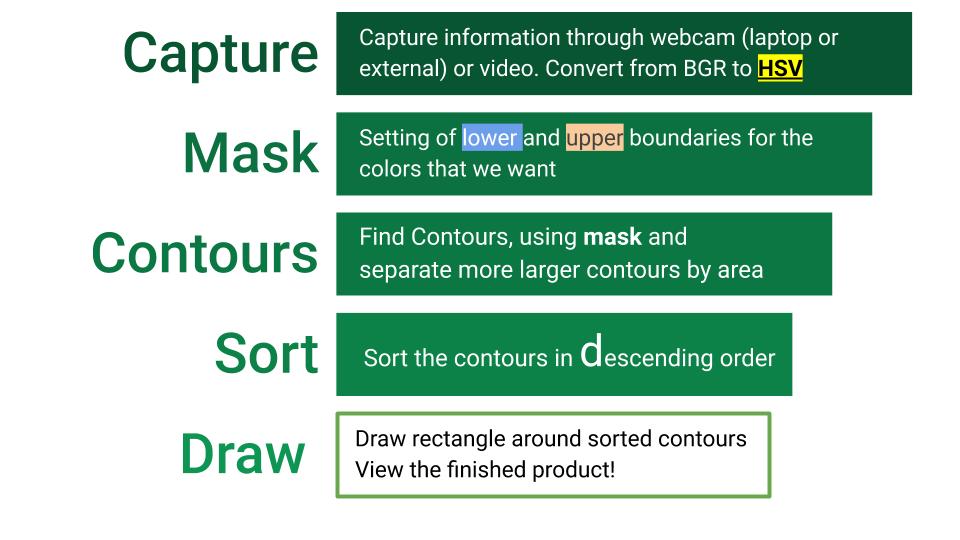 Capture
Capture information through webcam (laptop or
external) or video. Convert from BGR to HSV
Mask
Setting of lower and upper boundaries for the
colors that we want
Contours
Find Contours, using mask and
separate more larger contours by area
Sort
Sort the contours in descending order
Draw
Draw rectangle around sorted contours
View the finished product!